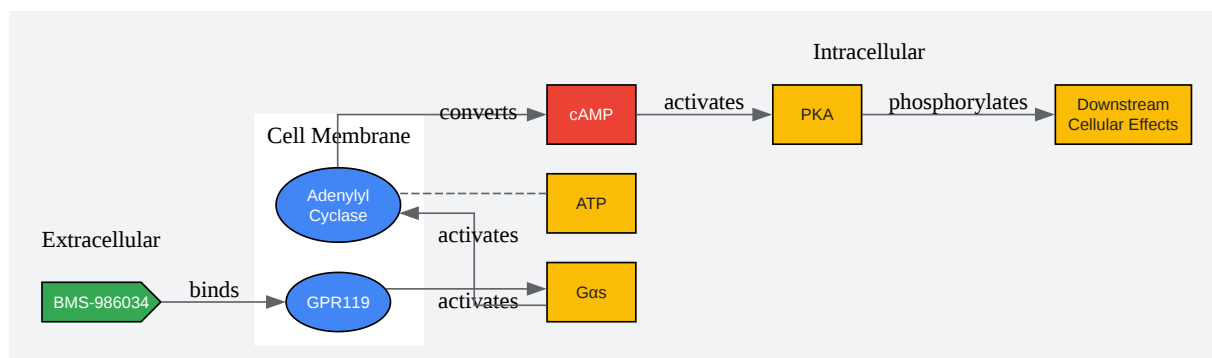 Intracellular
converts
cAMP
activates
PKA
phosphorylates
Downstream
Cellular Effects
Cell Membrane
Adenylyl
Cyclase
ATP
activates
Extracellular
BMS-986034
binds
GPR119
activates
Gαs